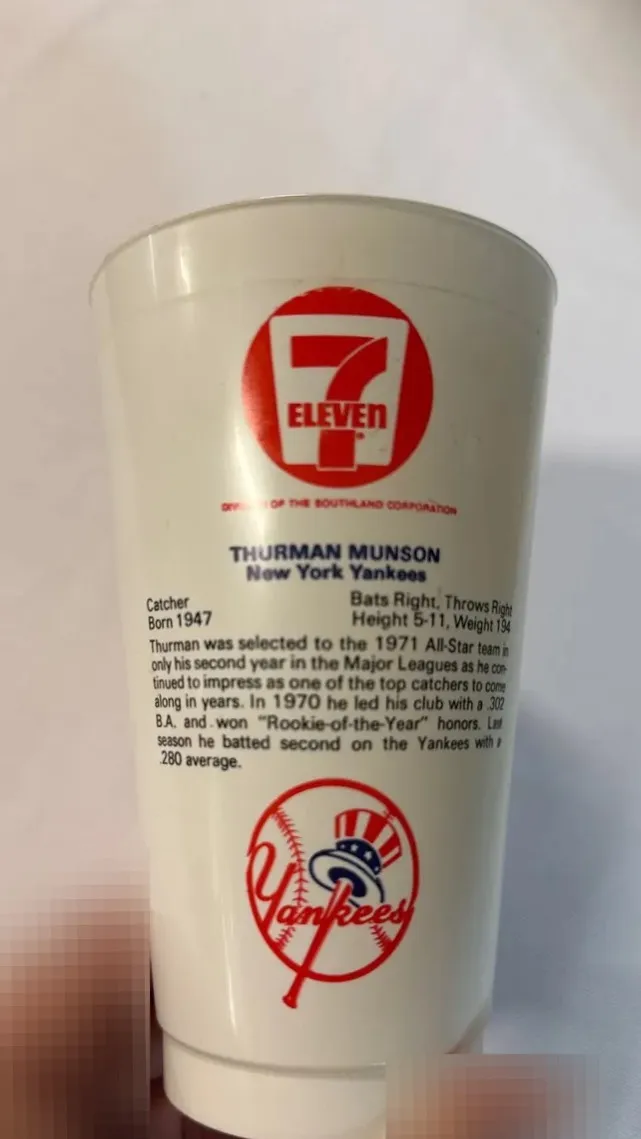 7
ELEVEn
®
DIVISION OF THE SOUTHLAND CORPORATION
THURMAN MUNSON
New York Yankees
Catcher Bats Right, Throws Right
Born 1947 Height 5-11, Weight 194
Thurman was selected to the 1971 All-Star team in
only his second year in the Major Leagues as he con-
tinued to impress as one of the top catchers to come
along in years. In 1970 he led his club with a .302
B.A. and won "Rookie-of-the-Year" honors. Last
season he batted second on the Yankees with a
.280 average.
Yankees